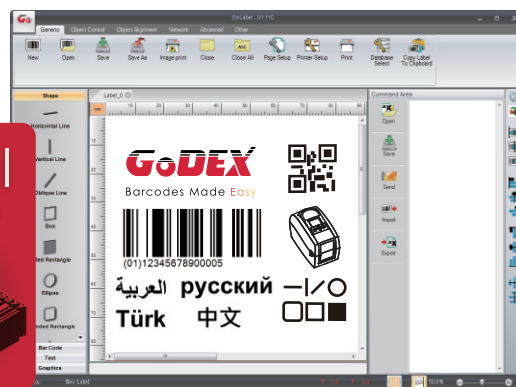 Go
GoLabel - V1.11C
Generic Object Control Object Alignment Network Advanced Other
New Open Save Save As Image print Close Close All Page Setup Printer Setup Print Database Select Copy Label To Clipboard
Shape
Label_0
Command Area
Horizontal Line
Vertical Line
Oblique Line
Box
Rectangle
Ellipse
Rectangle
Bar Code
Text
Graphics
GoDEX
Barcodes Made Easy
(01)12345678900005
العربية русский
Türk 中文
Open
Save
Send
Import
Export
New Label